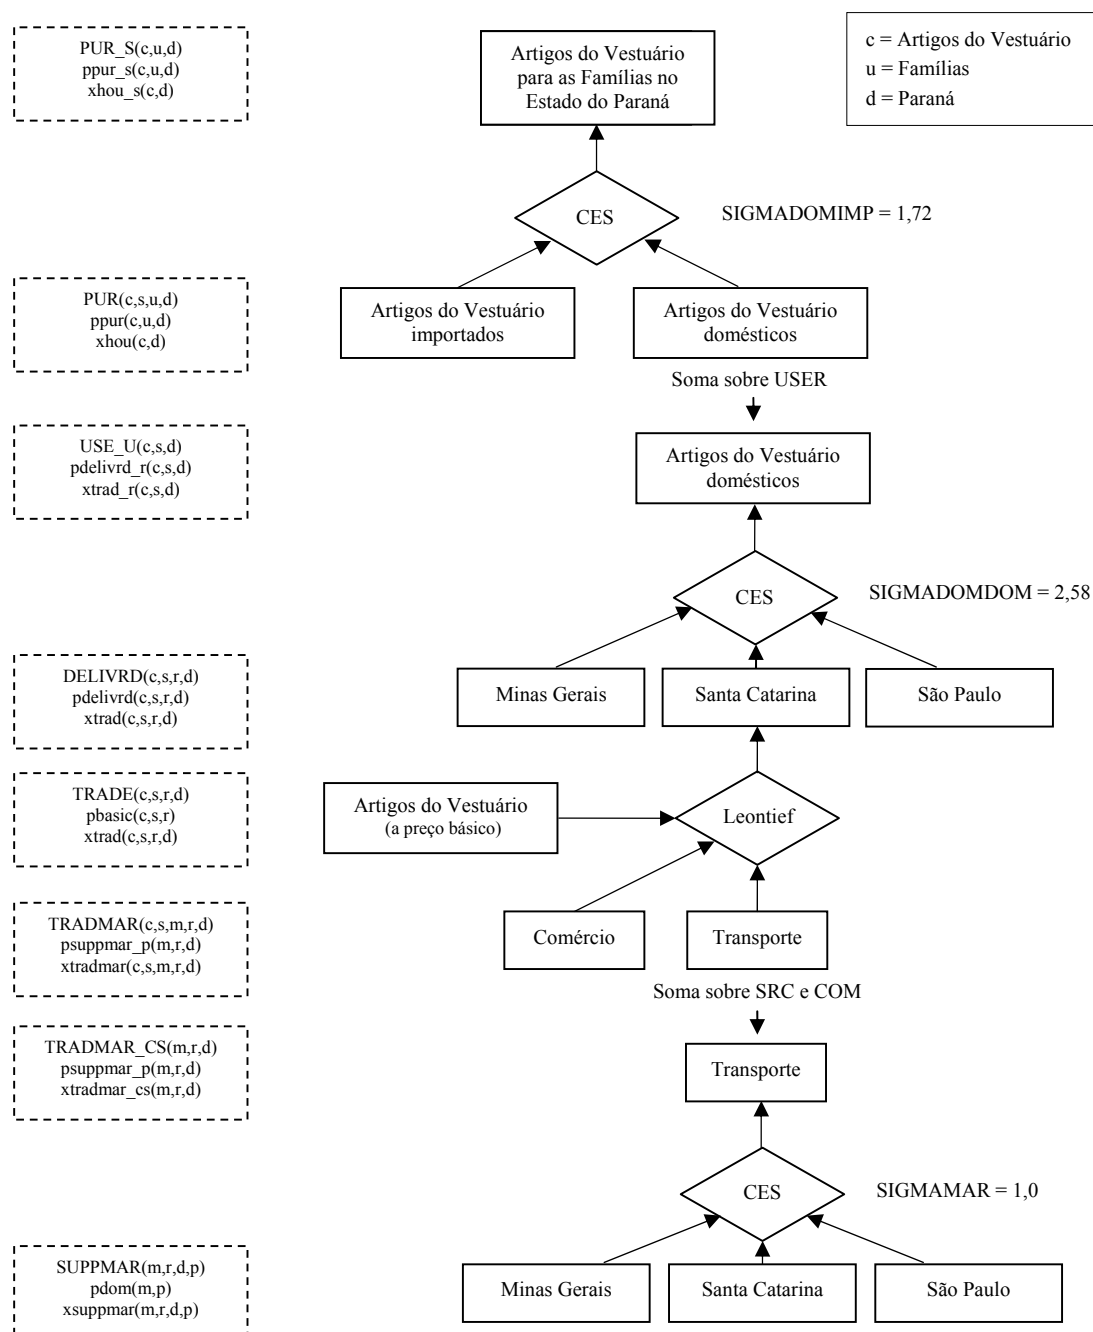 PUR_S(c,u,d)
ppur_s(c,u,d)
xhou_s(c,d)
Artigos do Vestuário
para as Famílias no
Estado do Paraná
c = Artigos do Vestuário
u = Famílias
d = Paraná
CES
SIGMADOMIMP = 1,72
PUR(c,s,u,d)
ppur(c,u,d)
xhou(c,d)
Artigos do Vestuário
importados
Artigos do Vestuário
domésticos
Soma sobre USER
USE_U(c,s,d)
pdelivrd_r(c,s,d)
xtrad_r(c,s,d)
Artigos do Vestuário
domésticos
CES
SIGMADOMDOM = 2,58
DELIVRD(c,s,r,d)
pdelivrd(c,s,r,d)
xtrad(c,s,r,d)
Minas Gerais
Santa Catarina
São Paulo
TRADE(c,s,r,d)
pbasic(c,s,r)
xtrad(c,s,r,d)
Artigos do Vestuário
(a preço básico)
Leontief
TRADMAR(c,s,m,r,d)
psuppmar_p(m,r,d)
xtradmar(c,s,m,r,d)
Comércio
Transporte
Soma sobre SRC e COM
TRADMAR_CS(m,r,d)
psuppmar_p(m,r,d)
xtradmar_cs(m,r,d)
Transporte
CES
SIGMAMAR = 1,0
SUPPMAR(m,r,d,p)
pdom(m,p)
xsuppmar(m,r,d,p)
Minas Gerais
Santa Catarina
São Paulo